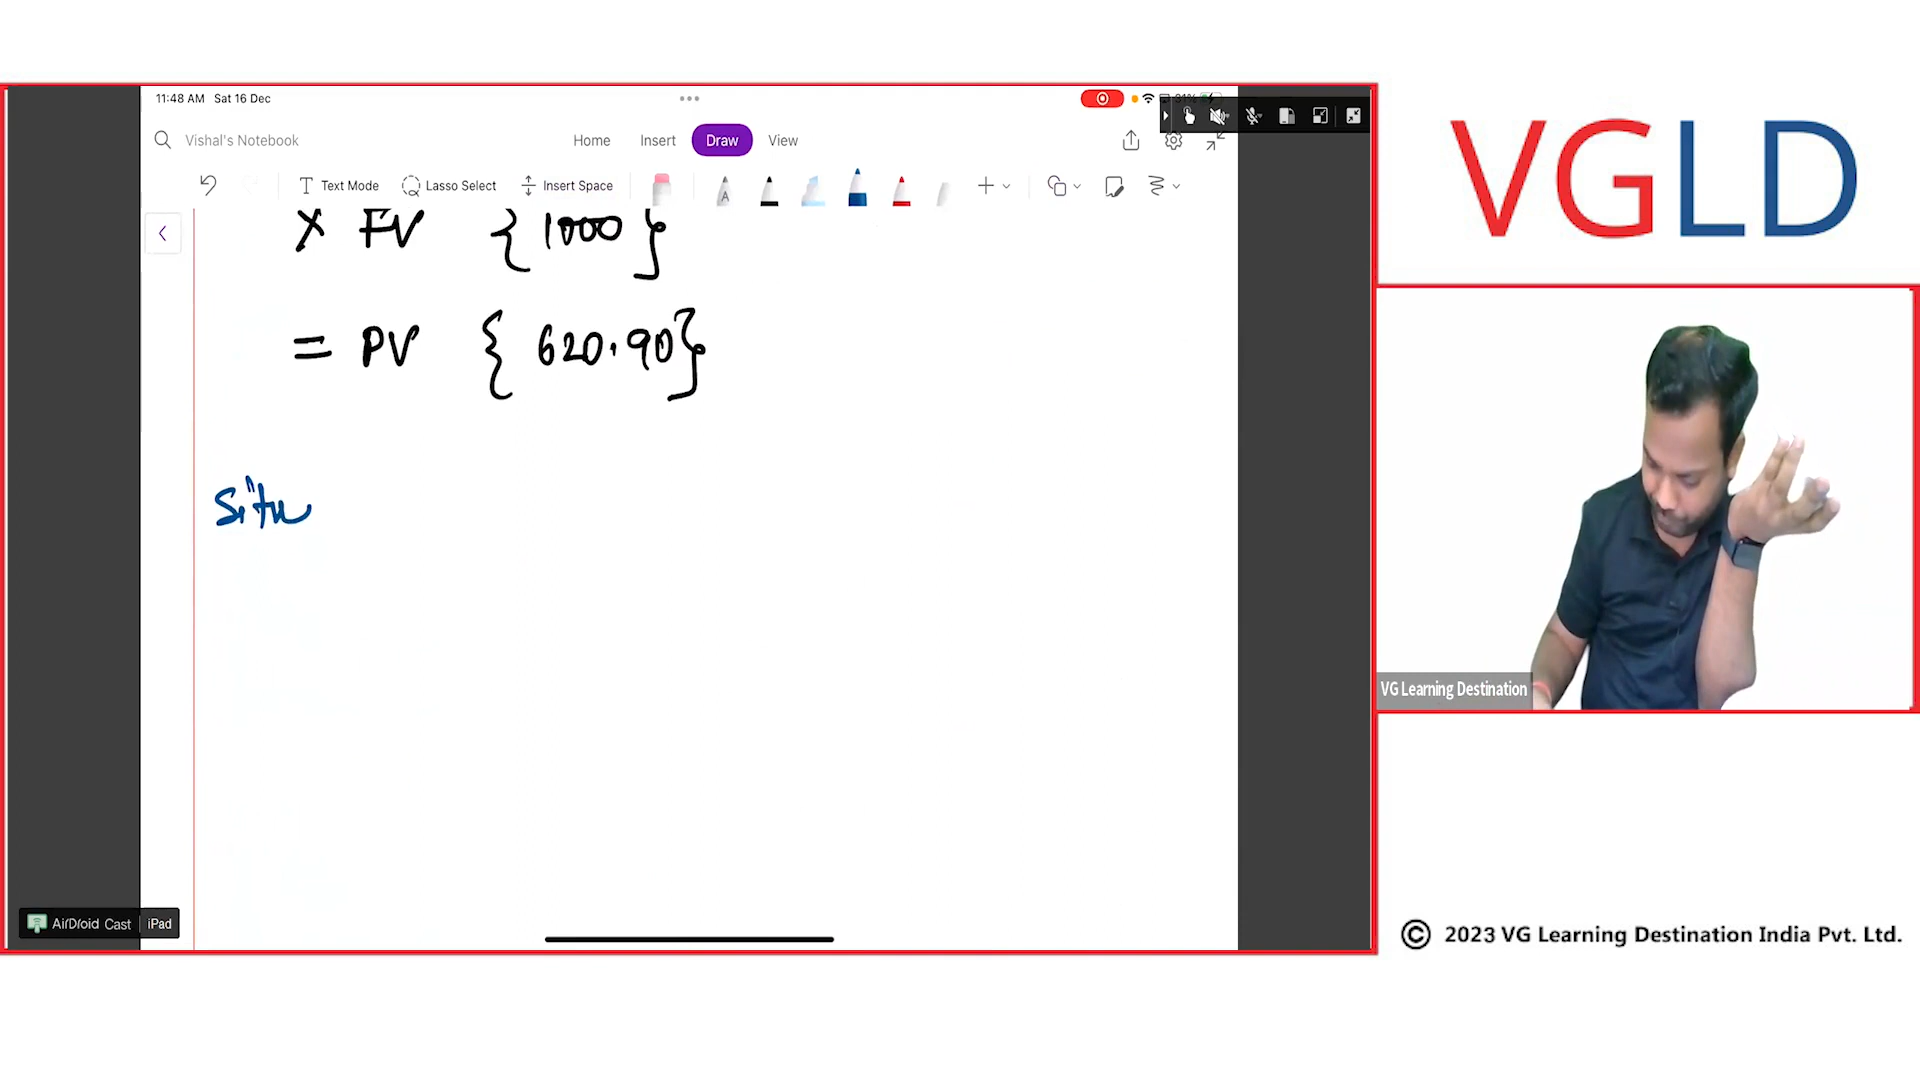 11:48 AM Sat 16 Dec
31%
Vishal's Notebook
Home Insert Draw View
Text Mode Lasso Select Insert Space
A
X FV {1000}
= PV {620.90}
Situ
AirDroid Cast iPad
VGLD
VG Learning Destination
© 2023 VG Learning Destination India Pvt. Ltd.